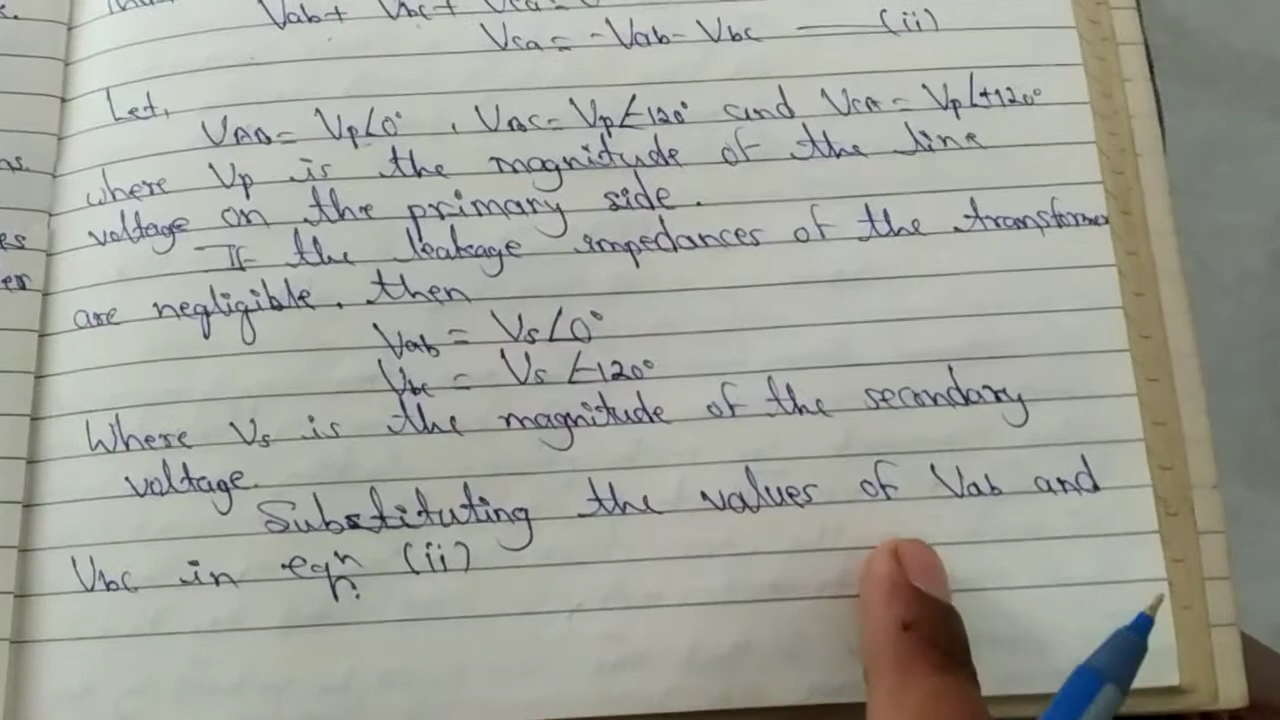 Vab + Vbc +
Vca = -Vab - Vbc — (ii)
Let,
VAB = Vp∠0°, VBC = Vp∠-120° and VCA = Vp∠+120°
where Vp is the magnitude of the line
voltage on the primary side.
If the leakage impedances of the transformer
are negligible, then
Vab = Vs∠0°
Vbc = Vs∠-120°
Where Vs is the magnitude of the secondary
voltage.
Substituting the values of Vab and
Vbc in eqn (ii)